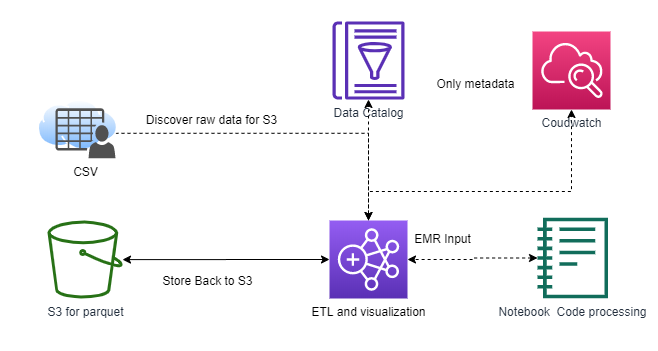 Only metadata
Data Catalog
Discover raw data for S3
Coudwatch
CSV
EMR Input
Store Back to S3
S3 for parquet
ETL and visualization
Notebook Code processing